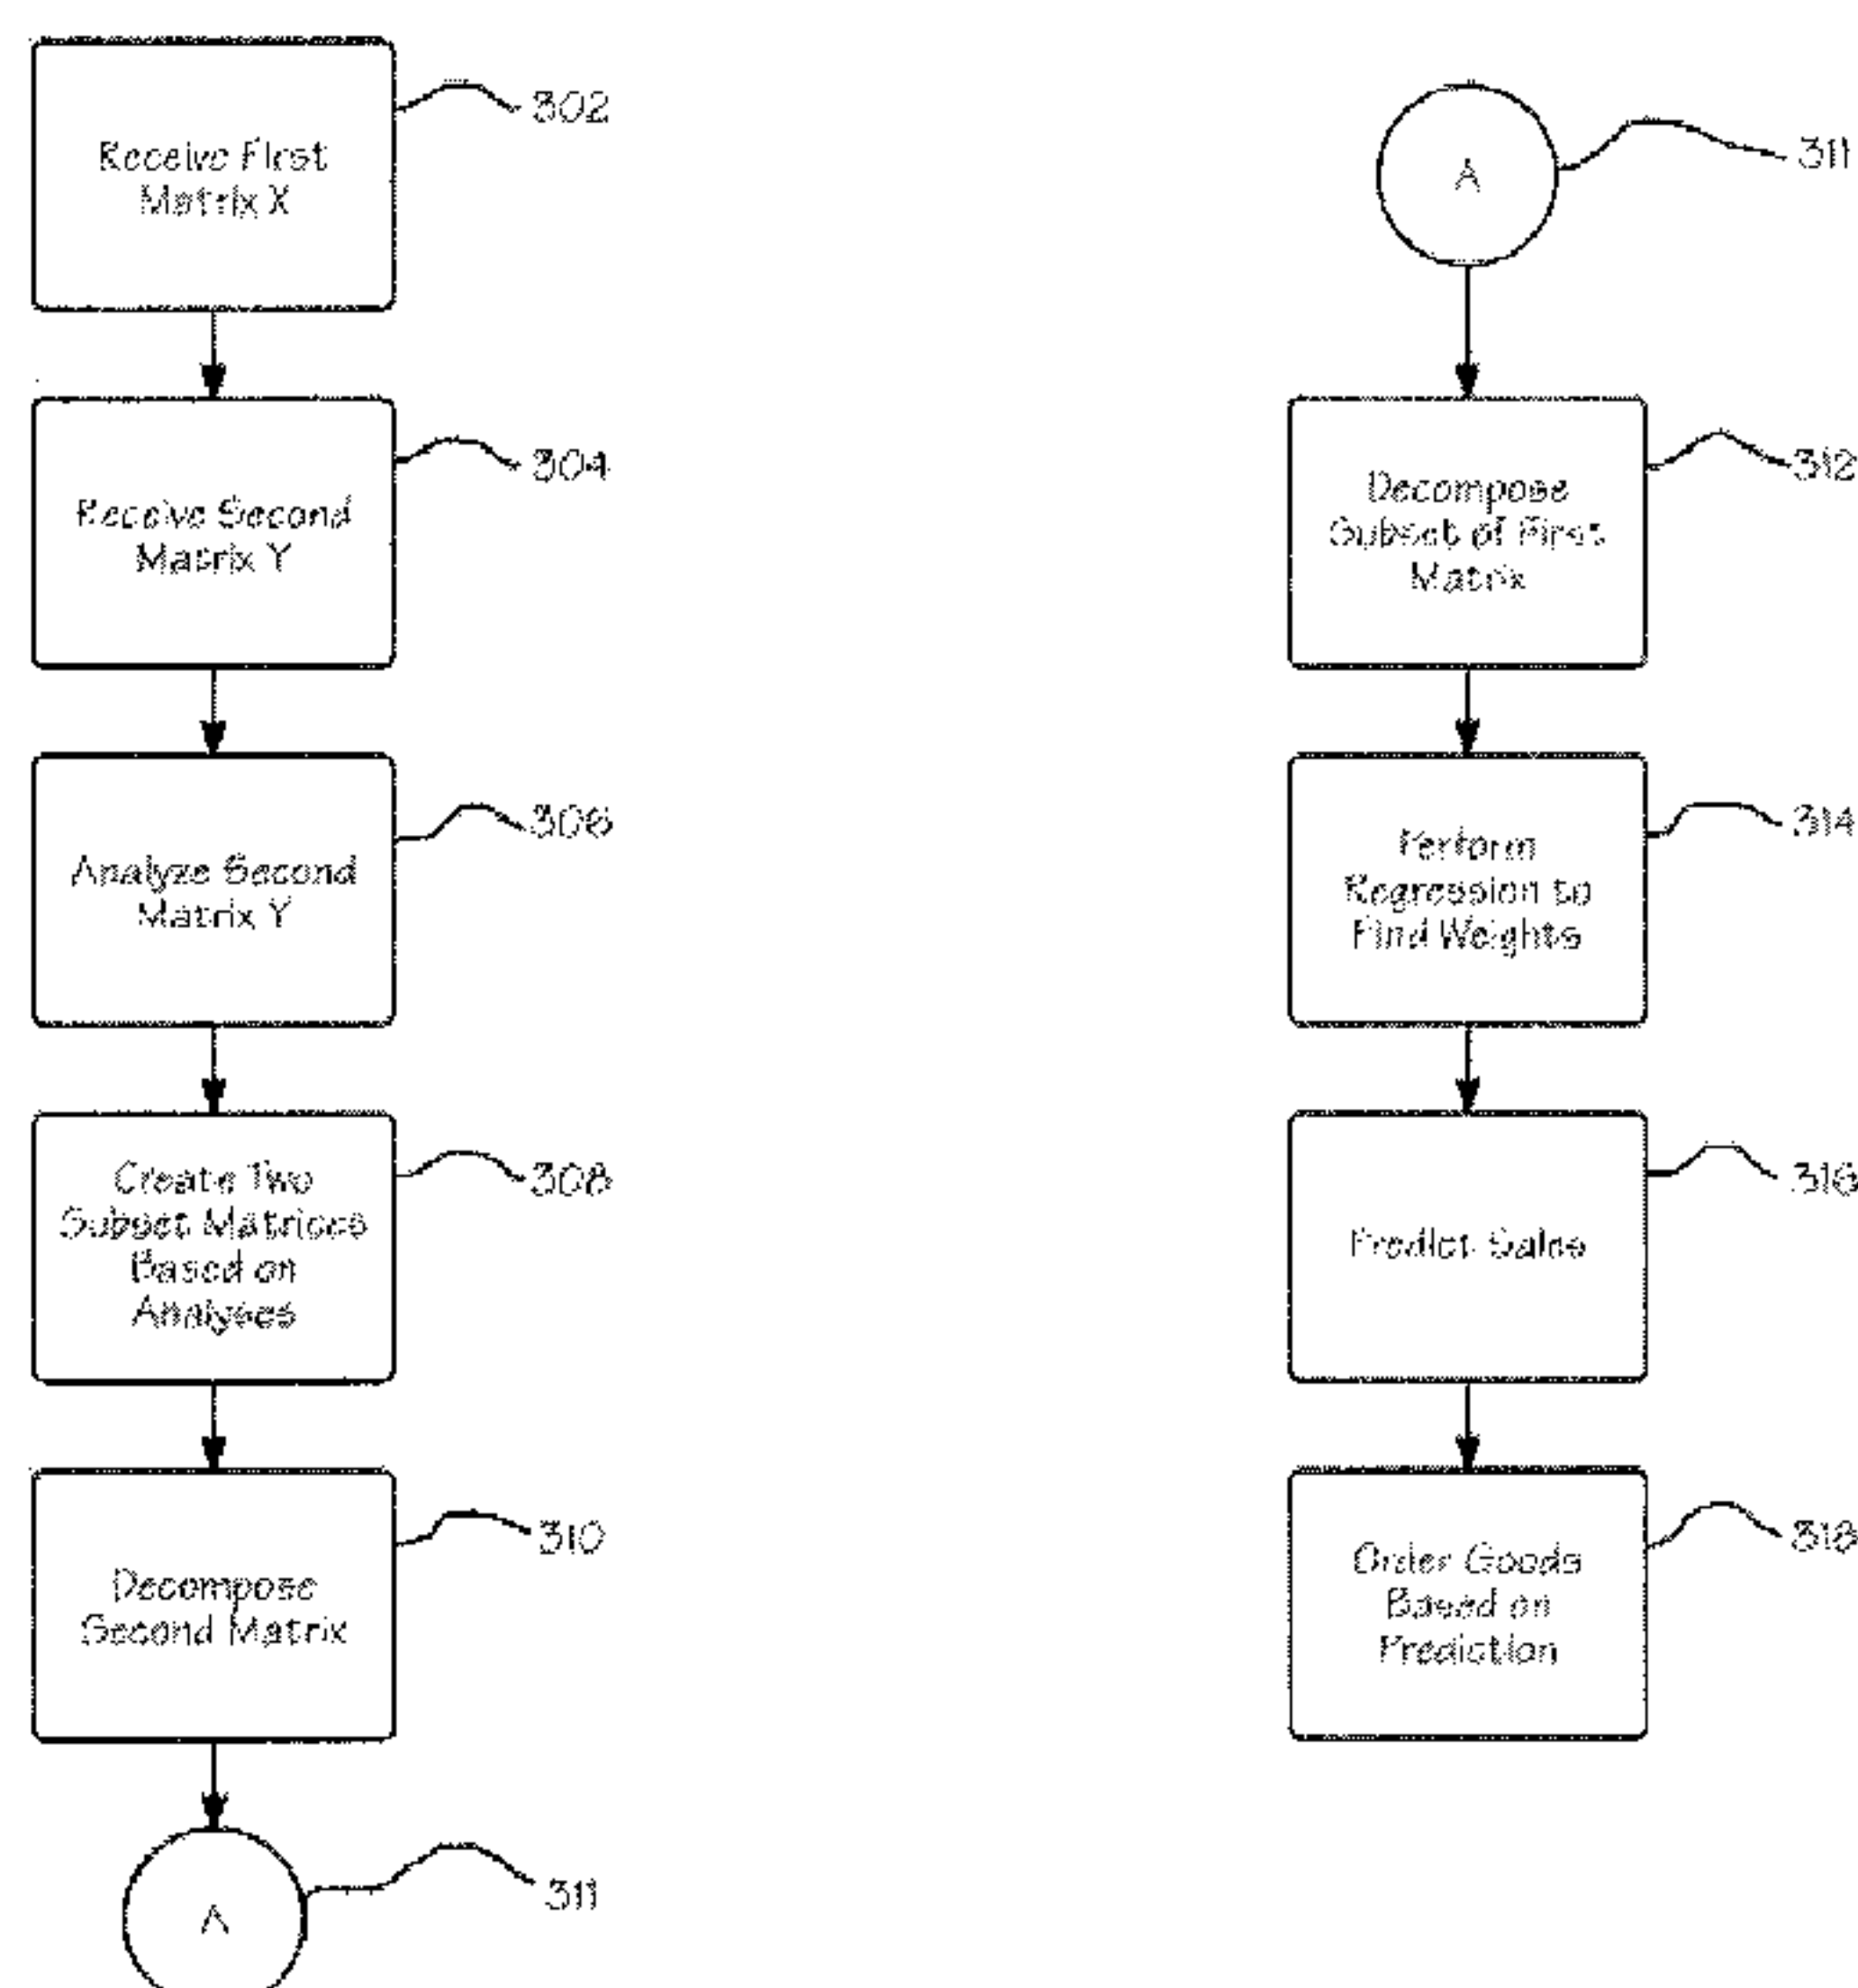 Receive First
Matrix X
302
Receive Second
Matrix Y
304
Analyze Second
Matrix Y
306
Create Two
Subset Matrices
Based on
Analyses
308
Decompose
Second Matrix
310
A
311
A
311
Decompose
Subset of First
Matrix
312
Perform
Regression to
Find Weights
314
Predict Sales
316
Order Goods
Based on
Prediction
318